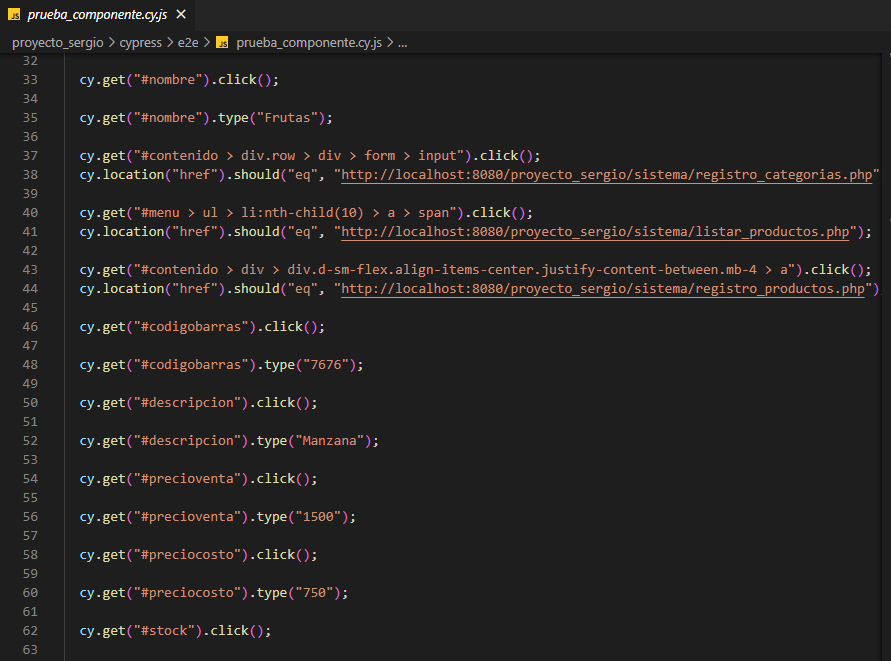 JS prueba_componente.cy.js ×
proyecto_sergio > cypress > e2e > JS prueba_componente.cy.js > ...
32
33 cy.get("#nombre").click();
34
35 cy.get("#nombre").type("Frutas");
36
37 cy.get("#contenido > div.row > div > form > input").click();
38 cy.location("href").should("eq", "http://localhost:8080/proyecto_sergio/sistema/registro_categorias.php"
39
40 cy.get("#menu > ul > li:nth-child(10) > a > span").click();
41 cy.location("href").should("eq", "http://localhost:8080/proyecto_sergio/sistema/listar_productos.php");
42
43 cy.get("#contenido > div > div.d-sm-flex.align-items-center.justify-content-between.mb-4 > a").click();
44 cy.location("href").should("eq", "http://localhost:8080/proyecto_sergio/sistema/registro_productos.php")
45
46 cy.get("#codigobarras").click();
47
48 cy.get("#codigobarras").type("7676");
49
50 cy.get("#descripcion").click();
51
52 cy.get("#descripcion").type("Manzana");
53
54 cy.get("#precioventa").click();
55
56 cy.get("#precioventa").type("1500");
57
58 cy.get("#preciocosto").click();
59
60 cy.get("#preciocosto").type("750");
61
62 cy.get("#stock").click();
63